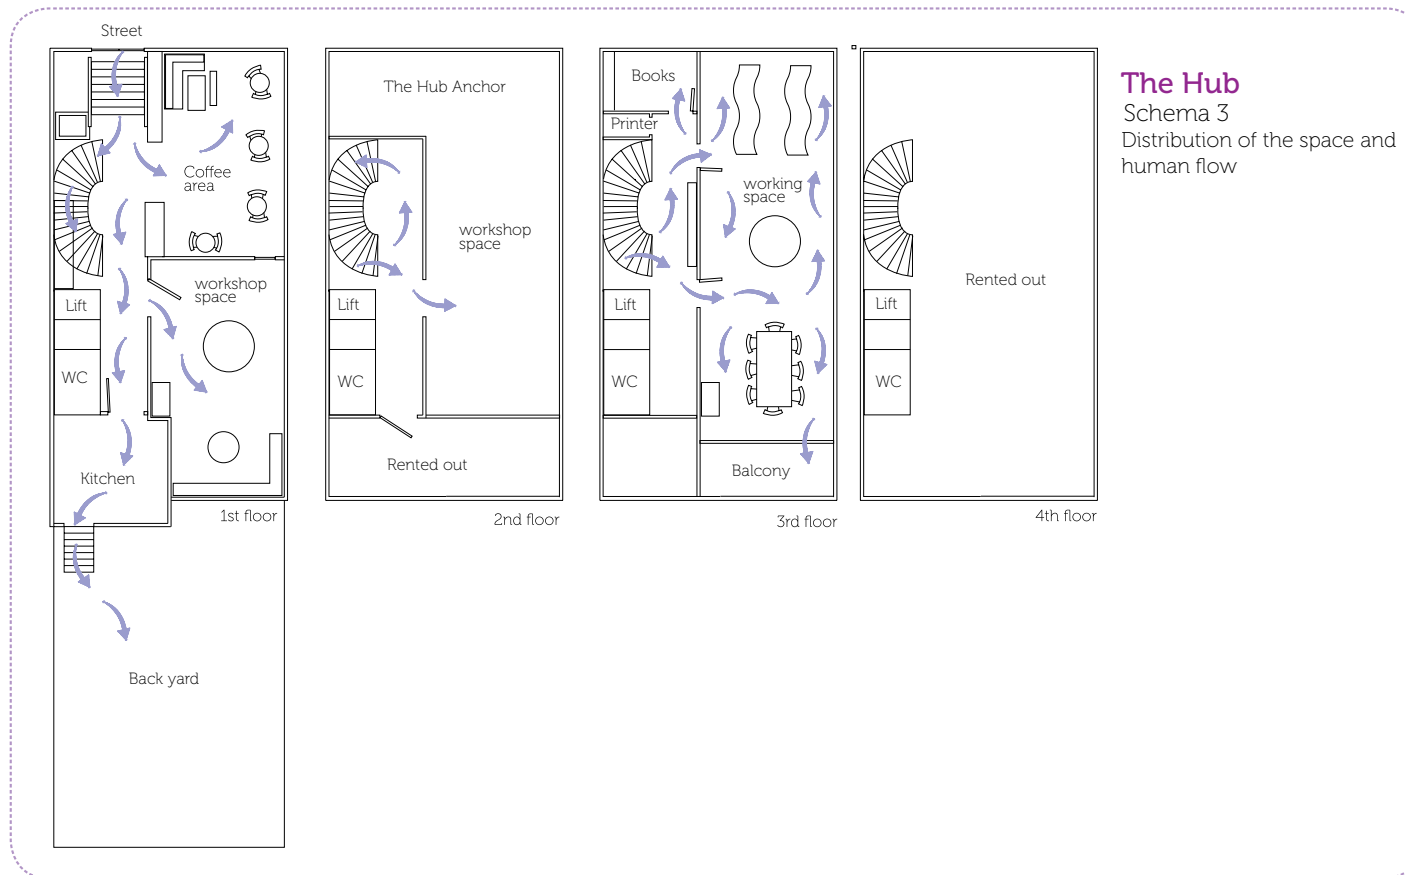 Street
Coffee
area
workshop
space
Lift
WC
Kitchen
1st floor
Back yard
The Hub Anchor
workshop
space
Lift
WC
Rented out
2nd floor
Books
Printer
working
space
Lift
WC
Balcony
3rd floor
Rented out
Lift
WC
4th floor
The Hub
Schema 3
Distribution of the space and
human flow